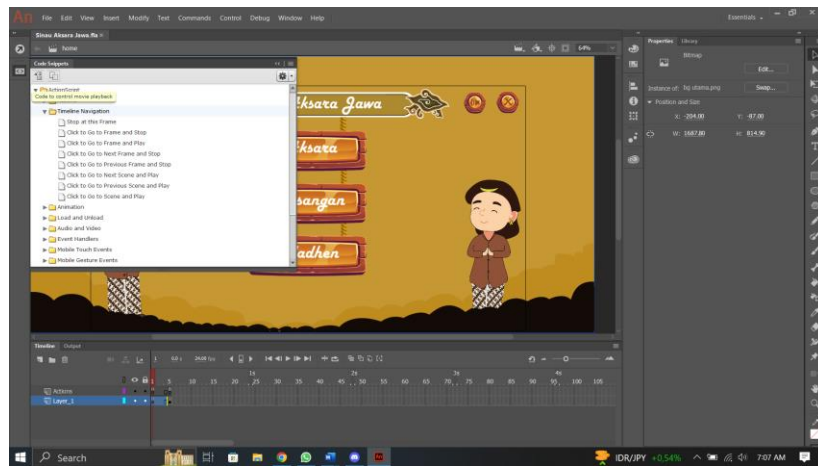 An File Edit View Insert Modify Text Commands Control Debug Window Help
Essentials
Sinau Aksara Jawa.fla
home
64%
Code Snippets
ActionScript
Code to control movie playback
Timeline Navigation
Stop at this Frame
Click to Go to Frame and Stop
Click to Go to Frame and Play
Click to Go to Next Frame and Stop
Click to Go to Previous Frame and Stop
Click to Go to Next Scene and Play
Click to Go to Previous Scene and Play
Click to Go to Scene and Play
Animation
Load and Unload
Audio and Video
Event Handlers
Mobile Touch Events
Mobile Gesture Events
ksara Jawa
ksara
sangan
adhen
Properties Library
Bitmap
Edit...
Instance of: bg utama.png Swap...
Position and Size
X: -204.00 Y: -87.00
W: 1687.80 H: 814.90
Timeline Output
24.00 fps
1s 2s 3s 4s
5 10 15 20 25 30 35 40 45 50 55 60 65 70 75 80 85 90 95 100 105
Actions
Layer_1
Search
IDR/JPY +0,54% 7:07 AM